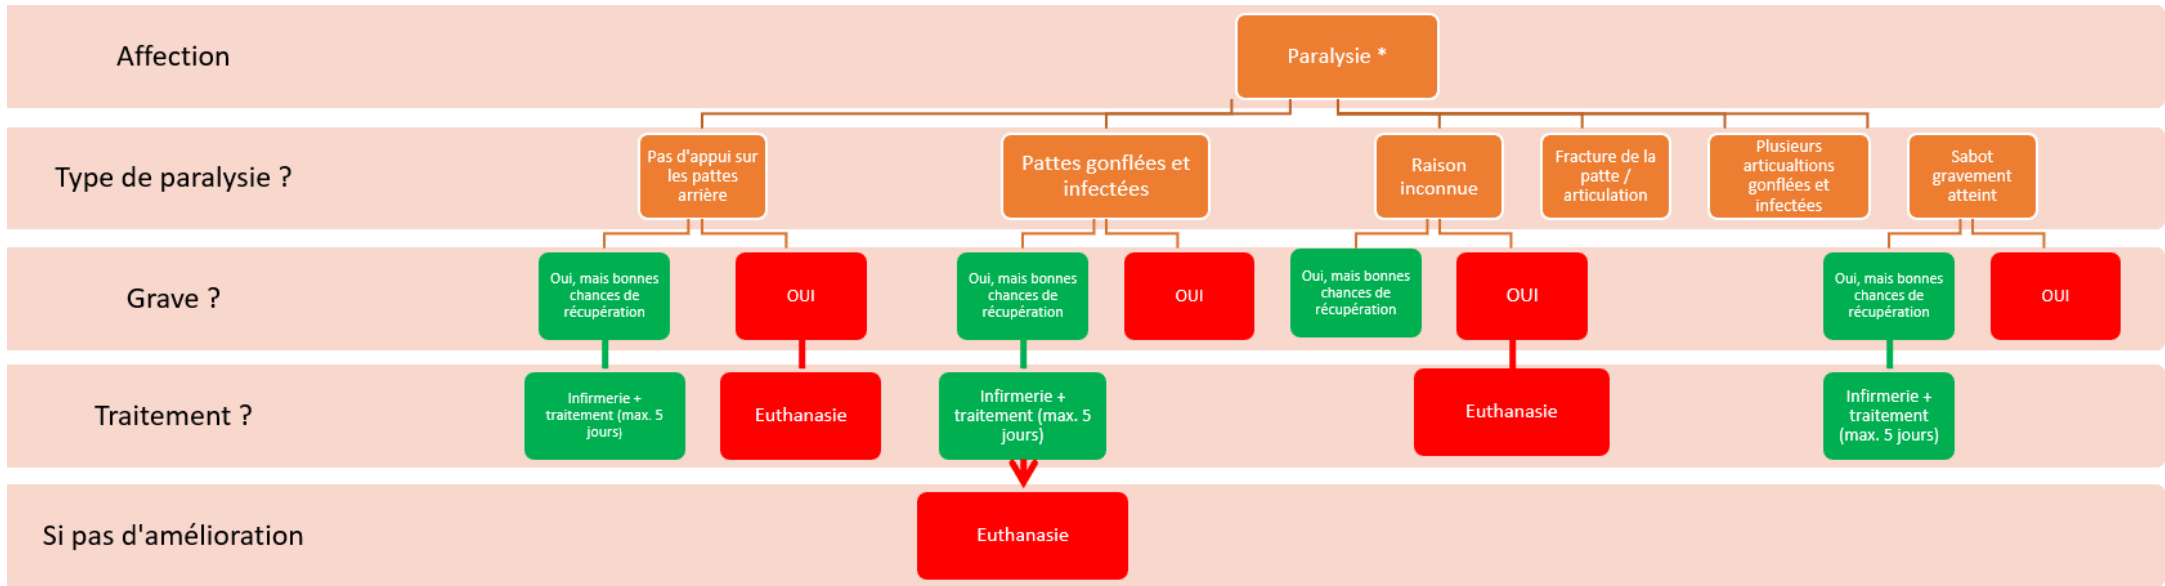 Affection
Paralysie *
Type de paralysie ?
Pas d'appui sur
les pattes
arrière
Pattes gonflées et
infectées
Raison
inconnue
Fracture de la
patte /
articulation
Plusieurs
articualtions
gonflées et
infectées
Sabot
gravement
atteint
Grave ?
Oui, mais bonnes
chances de
récupération
OUI
Oui, mais bonnes
chances de
récupération
OUI
Oui, mais bonnes
chances de
récupération
OUI
Oui, mais bonnes
chances de
récupération
OUI
Traitement ?
Infirmerie +
traitement (max. 5
jours)
Euthanasie
Infirmerie +
traitement (max. 5
jours)
Euthanasie
Infirmerie +
traitement
(max. 5 jours)
Si pas d'amélioration
Euthanasie